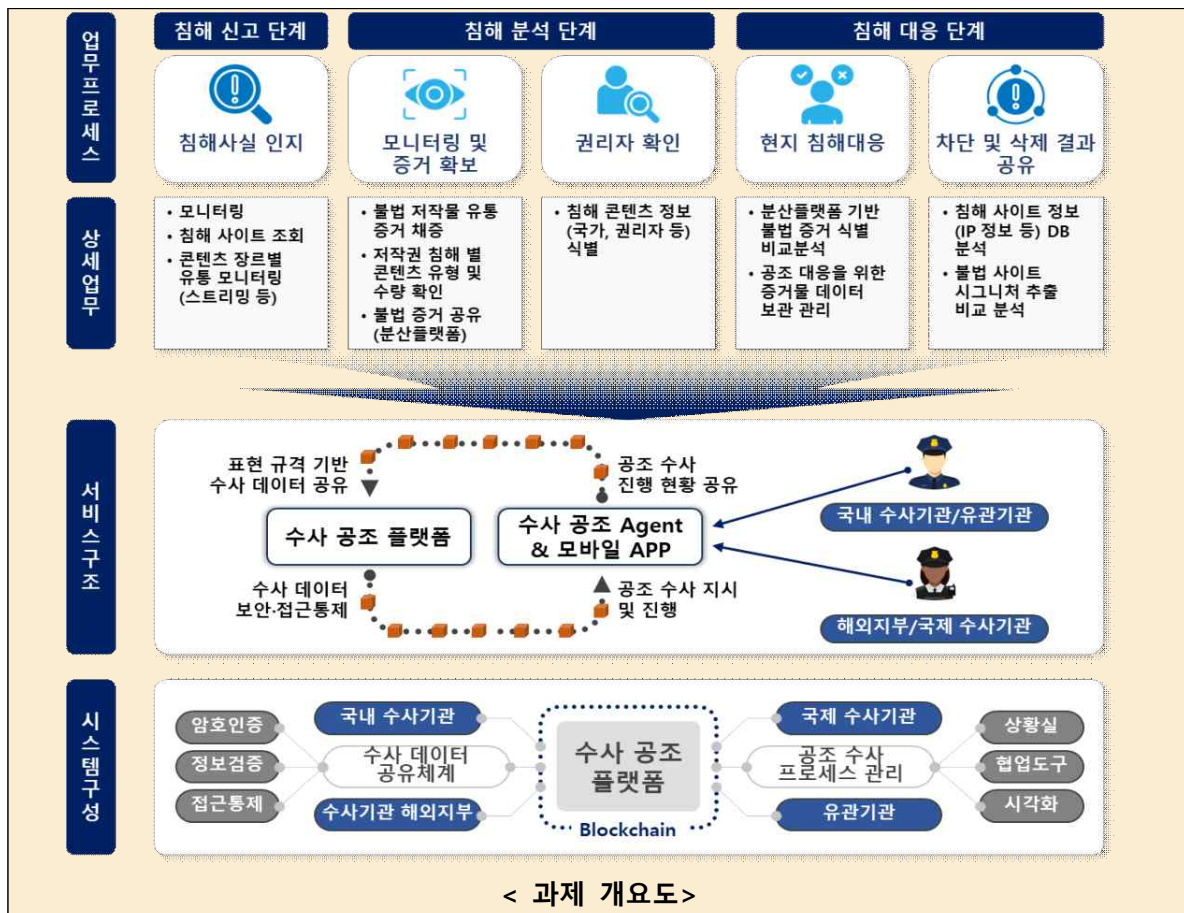 업무프로세스
침해 신고 단계
침해 분석 단계
침해 대응 단계
침해사실 인지
모니터링 및
증거 확보
권리자 확인
현지 침해대응
차단 및 삭제 결과
공유
상세업무
• 모니터링
• 침해 사이트 조회
• 콘텐츠 장르별
유통 모니터링
(스트리밍 등)
• 불법 저작물 유통
증거 채증
• 저작권 침해 별
콘텐츠 유형 및
수량 확인
• 불법 증거 공유
(분산플랫폼)
• 침해 콘텐츠 정보
(국가, 권리자 등)
식별
• 분산플랫폼 기반
불법 증거 식별
비교분석
• 공조 대응을 위한
증거물 데이터
보관 관리
• 침해 사이트 정보
(IP 정보 등) DB
분석
• 불법 사이트
시그니처 추출
비교 분석
서비스구조
표현 규격 기반
수사 데이터 공유
공조 수사
진행 현황 공유
수사 공조 플랫폼
수사 공조 Agent
& 모바일 APP
수사 데이터
보안·접근통제
공조 수사 지시
및 진행
국내 수사기관/유관기관
해외지부/국제 수사기관
시스템구성
암호인증
정보검증
접근통제
국내 수사기관
수사 데이터
공유체계
수사기관 해외지부
수사 공조
플랫폼
Blockchain
국제 수사기관
공조 수사
프로세스 관리
유관기관
상황실
협업도구
시각화
< 과제 개요도>